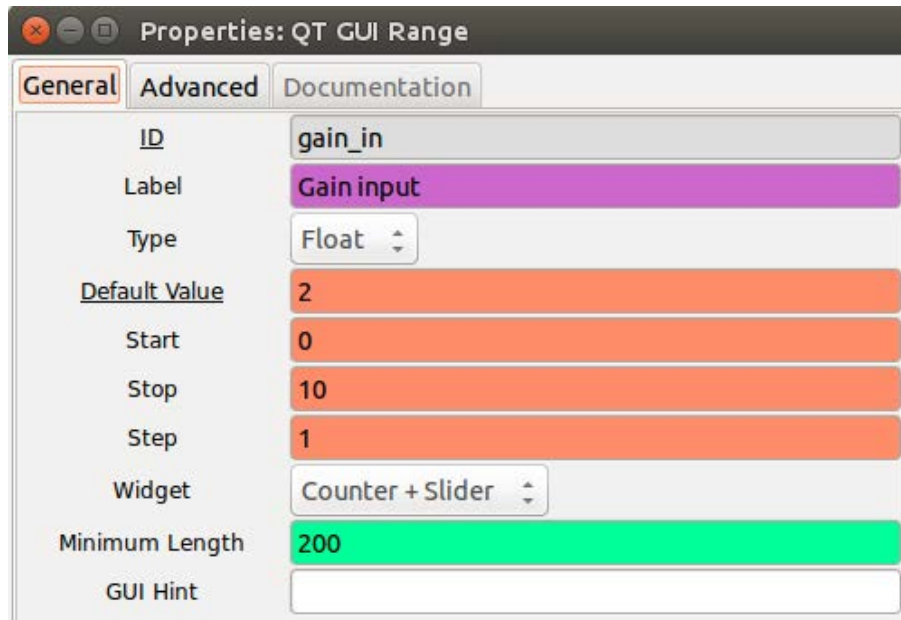 Properties: QT GUI Range
General Advanced Documentation
ID gain_in
Label Gain input
Type Float
Default Value 2
Start 0
Stop 10
Step 1
Widget Counter + Slider
Minimum Length 200
GUI Hint